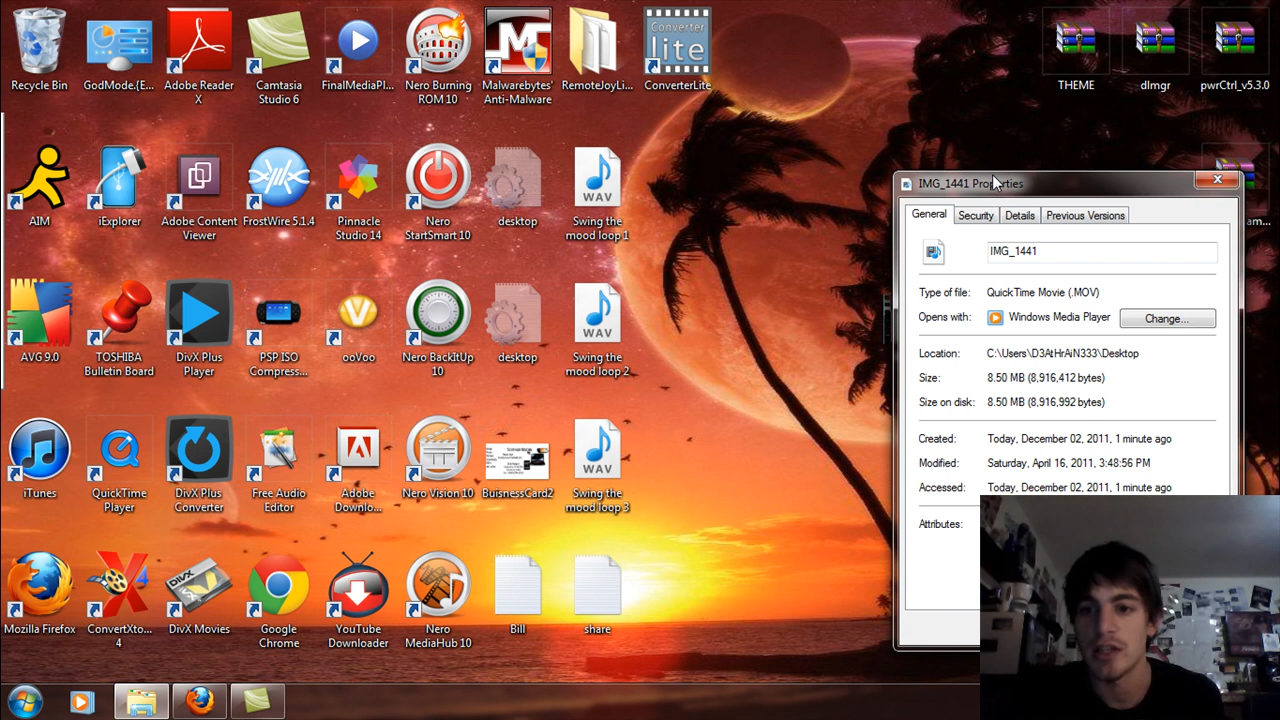 Recycle Bin
GodMode.{E...
Adobe Reader X
Camtasia Studio 6
FinalMediaPl...
Nero Burning ROM 10
Malwarebytes' Anti-Malware
RemoteJoyLi...
Converter
lite
ConverterLite
THEME
dlmgr
pwrCtrl_v5.3.0
AIM
iExplorer
Adobe Content Viewer
FrostWire 5.1.4
Pinnacle Studio 14
Nero StartSmart 10
desktop
WAV
Swing the mood loop 1
am...
AVG 9.0
TOSHIBA Bulletin Board
DivX Plus Player
PSP ISO Compress...
ooVoo
Nero BackItUp 10
desktop
WAV
Swing the mood loop 2
iTunes
QuickTime Player
DivX Plus Converter
Free Audio Editor
Adobe Downlo...
Nero Vision 10
BuisnessCard2
WAV
Swing the mood loop 3
Mozilla Firefox
ConvertXto... 4
DivX Movies
Google Chrome
YouTube Downloader
Nero MediaHub 10
Bill
share
IMG_1441 Properties
General
Security
Details
Previous Versions
IMG_1441
Type of file: QuickTime Movie (.MOV)
Opens with: Windows Media Player
Change...
Location: C:\Users\D3AtHrAiN333\Desktop
Size: 8.50 MB (8,916,412 bytes)
Size on disk: 8.50 MB (8,916,992 bytes)
Created: Today, December 02, 2011, 1 minute ago
Modified: Saturday, April 16, 2011, 3:48:56 PM
Accessed: Today, December 02, 2011, 1 minute ago
Attributes: